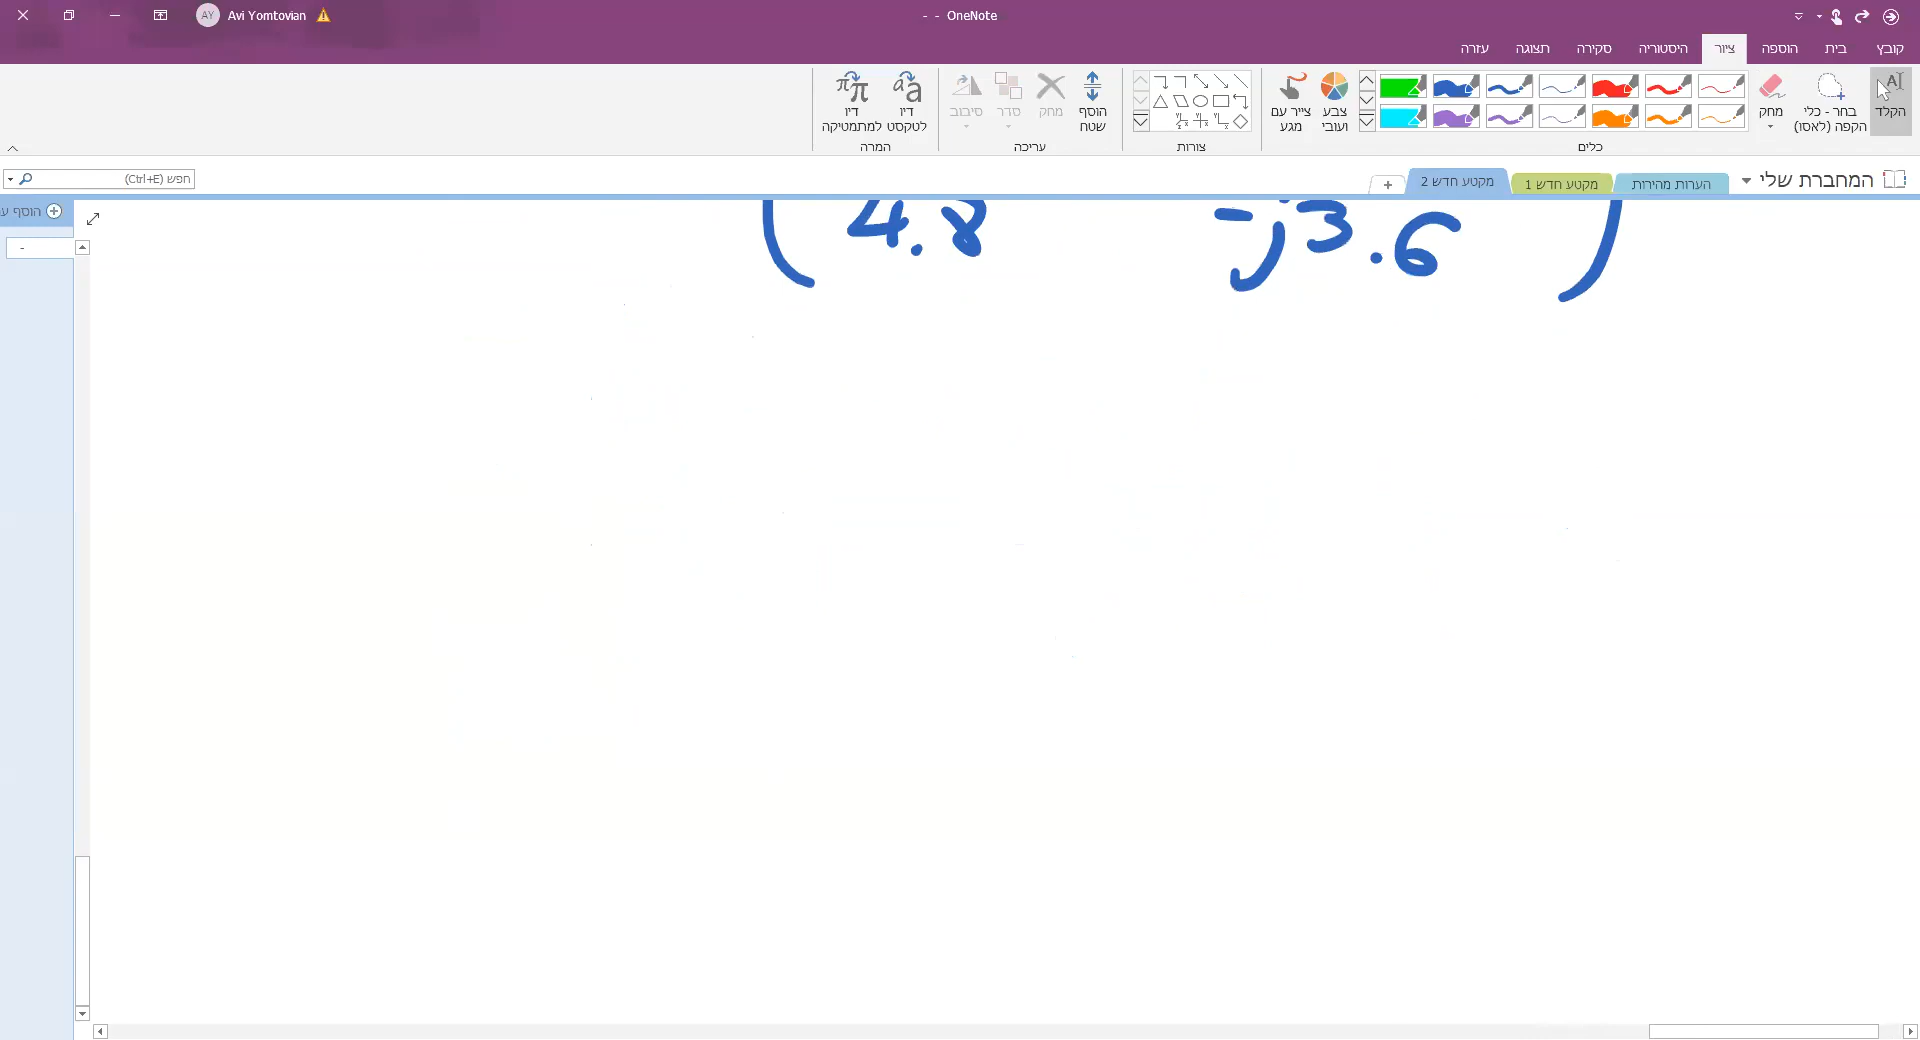 Avi Yomtovian
AY
- - OneNote
קובץ בית הוספה ציור היסטוריה סקירה תצוגה עזרה
הקלד
בחר - כלי הקפה (לאסו)
מחק
כלים
צבע ועובי
צייר עם מגע
צורות
הוסף שטח
מחק
סדר
סיבוב
עריכה
דיו לטקסט
דיו למתמטיקה
המרה
המחברת שלי
הערות מהירות
מקטע חדש 1
מקטע חדש 2
+
חפש (Ctrl+E)
הוסף
-
( 4.8 -j3.6 )